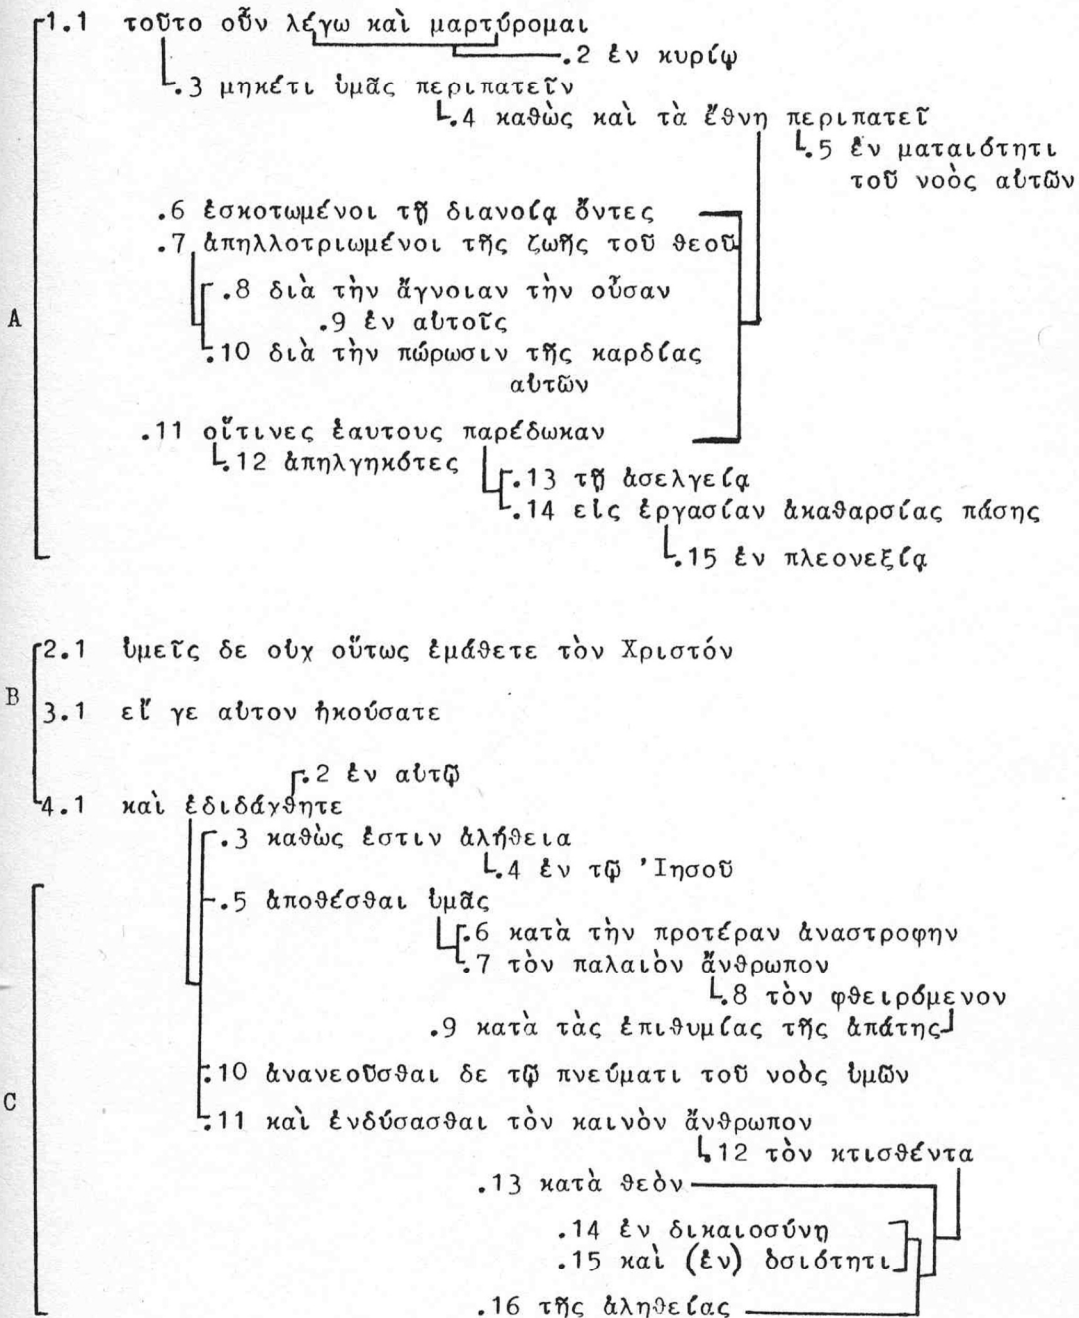 1.1 τοῦτο οὖν λέγω καὶ μαρτύρομαι
.2 ἐν κυρίῳ
.3 μηκέτι ὑμᾶς περιπατεῖν
.4 καθὼς καὶ τὰ ἔθνη περιπατεῖ
.5 ἐν ματαιότητι
τοῦ νοὸς αὐτῶν
.6 ἐσκοτωμένοι τῇ διανοίᾳ ὄντες
.7 ἀπηλλοτριωμένοι τῆς ζωῆς τοῦ θεοῦ
.8 διὰ τὴν ἄγνοιαν τὴν οὖσαν
A
.9 ἐν αὐτοῖς
.10 διὰ τὴν πώρωσιν τῆς καρδίας
αὐτῶν
.11 οἵτινες ἑαυτους παρέδωκαν
.12 ἀπηλγηκότες
.13 τῇ ἀσελγείᾳ
.14 εἰς ἐργασίαν ἀκαθαρσίας πάσης
.15 ἐν πλεονεξίᾳ
2.1 ὑμεῖς δε οὐχ οὕτως ἐμάθετε τὸν Χριστόν
B
3.1 εἴ γε αὐτον ἠκούσατε
.2 ἐν αὐτῷ
4.1 καὶ ἐδιδάχθητε
.3 καθὼς ἐστιν ἀλήθεια
.4 ἐν τῷ Ἰησοῦ
.5 ἀποθέσθαι ὑμᾶς
.6 κατὰ τὴν προτέραν ἀναστροφην
.7 τὸν παλαιὸν ἄνθρωπον
.8 τὸν φθειρόμενον
.9 κατὰ τὰς ἐπιθυμίας τῆς ἀπάτης
.10 ἀνανεοῦσθαι δε τῷ πνεύματι τοῦ νοὸς ὑμῶν
C
.11 καὶ ἐνδύσασθαι τὸν καινὸν ἄνθρωπον
.12 τὸν κτισθέντα
.13 κατὰ θεὸν
.14 ἐν δικαιοσύνῃ
.15 καὶ (ἐν) ὁσιότητι
.16 τῆς ἀληθείας